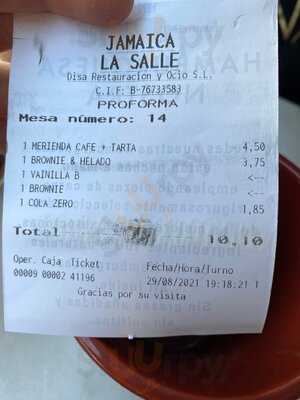 JAMAICA
LA SALLE
Disa Restauracion y Ocio S.L.
C.I.F: B-76733583
PROFORMA
Mesa número: 14
1 MERIENDA CAFE + TARTA 4,50
1 BROWNIE & HELADO 3,75
1 VAINILLA B <--
1 BROWNIE <--
1 COLA ZERO 1,85
Total 10,10
Oper. Caja Ticket Fecha/Hora/Turno
00009 00002 41196 29/08/2021 19:18:21 1
Gracias por su visita